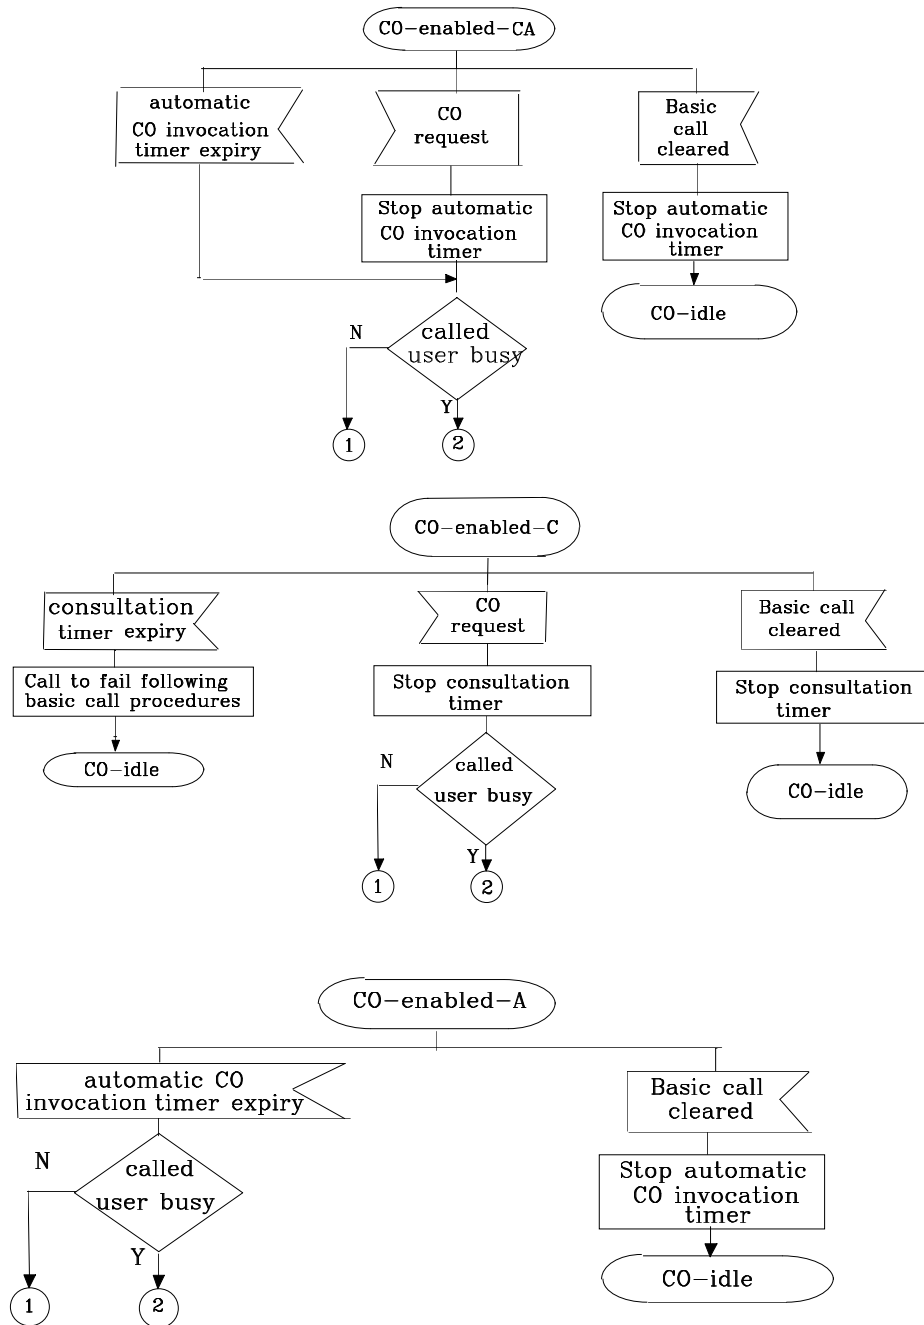 CO-enabled-CA
automatic
CO invocation
timer expiry
CO
request
Basic
call
cleared
Stop automatic
CO invocation
timer
Stop automatic
CO invocation
timer
CO-idle
N
called
user busy
Y
1
2
CO-enabled-C
consultation
timer expiry
CO
request
Basic call
cleared
Call to fail following
basic call procedures
Stop consultation
timer
Stop consultation
timer
CO-idle
N
called
user busy
CO-idle
Y
1
2
CO-enabled-A
automatic CO
invocation timer expiry
Basic call
cleared
N
called
user busy
Stop automatic
CO invocation
timer
Y
CO-idle
1
2